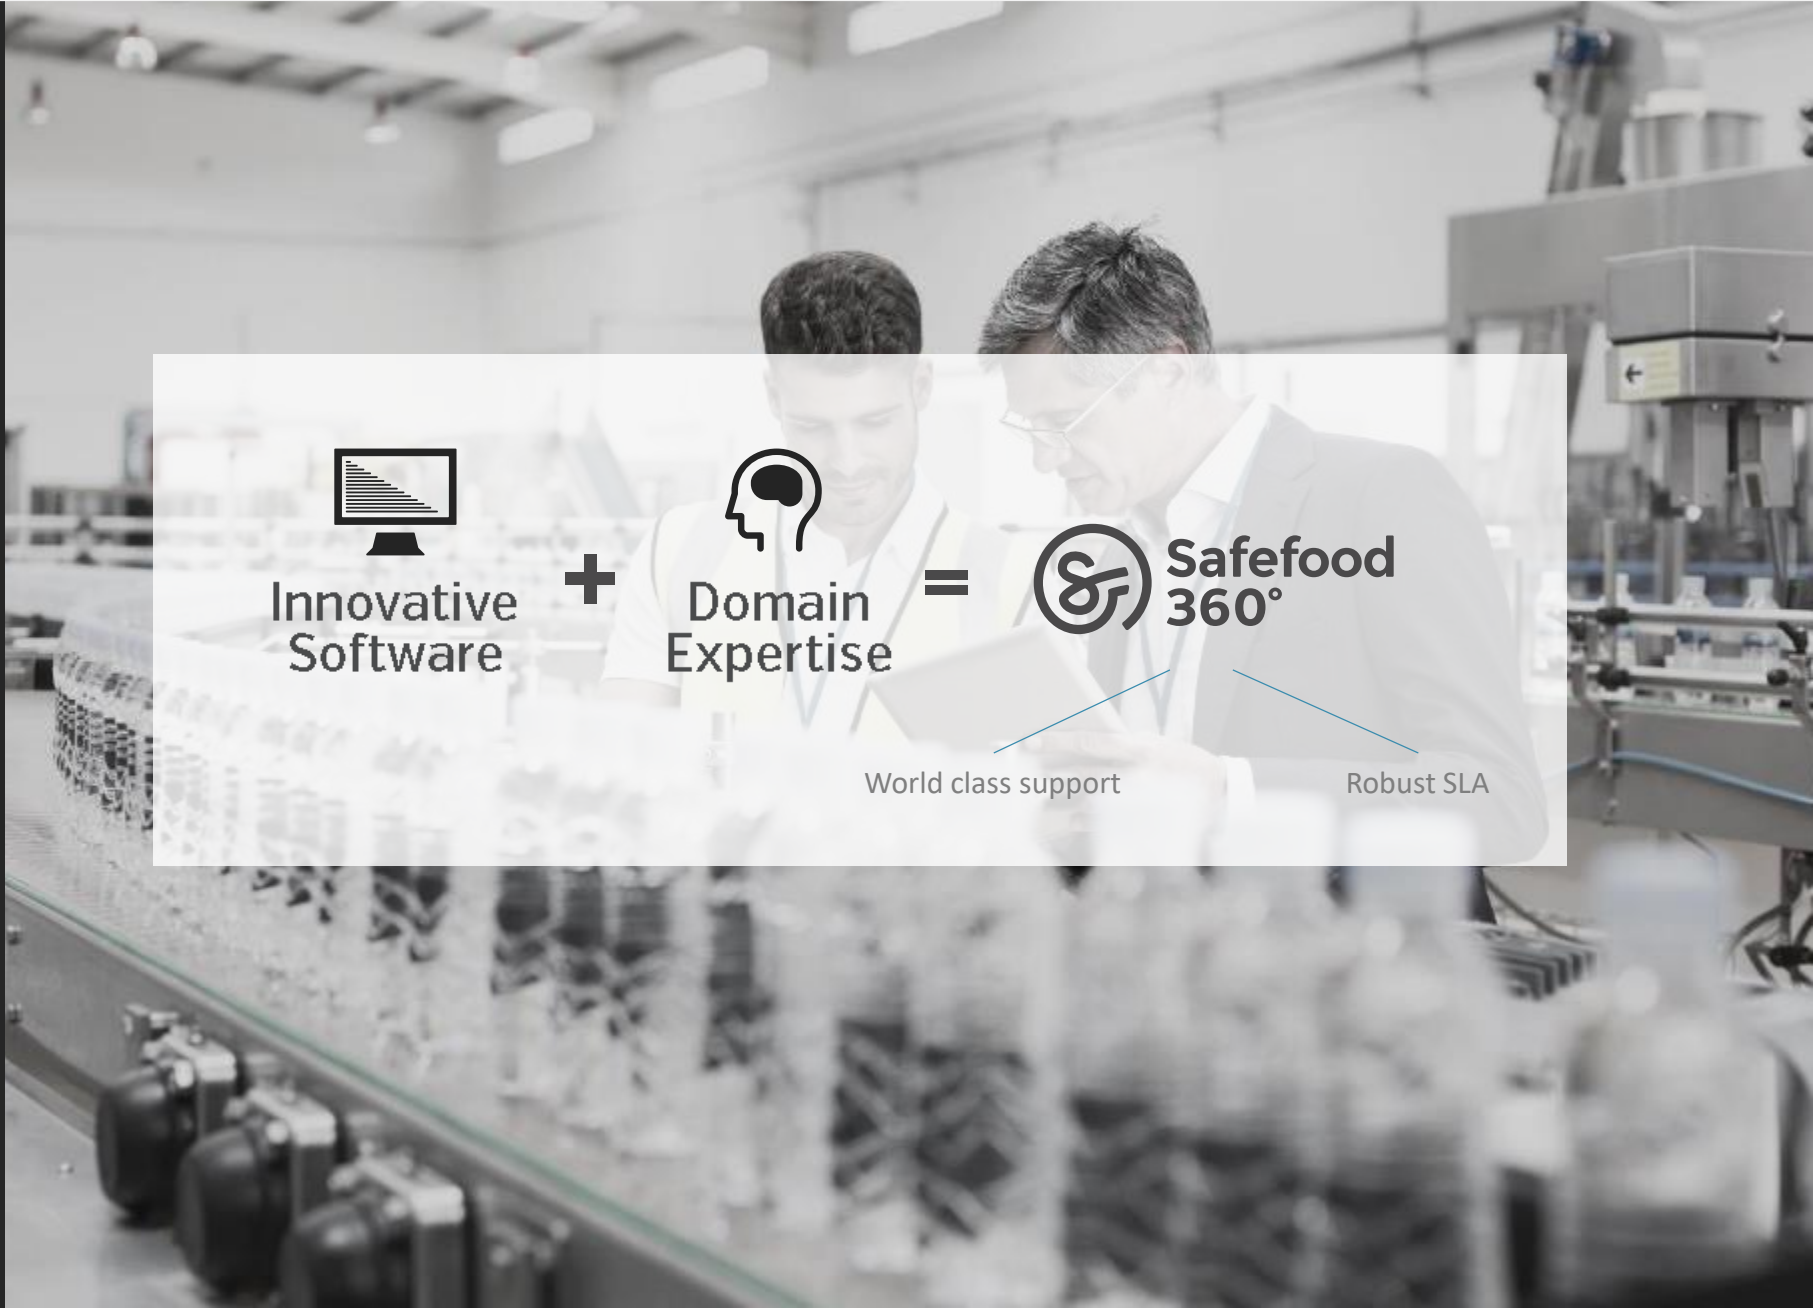 Innovative
Software
+
Domain
Expertise
=
Safefood
360°
World class support
Robust SLA